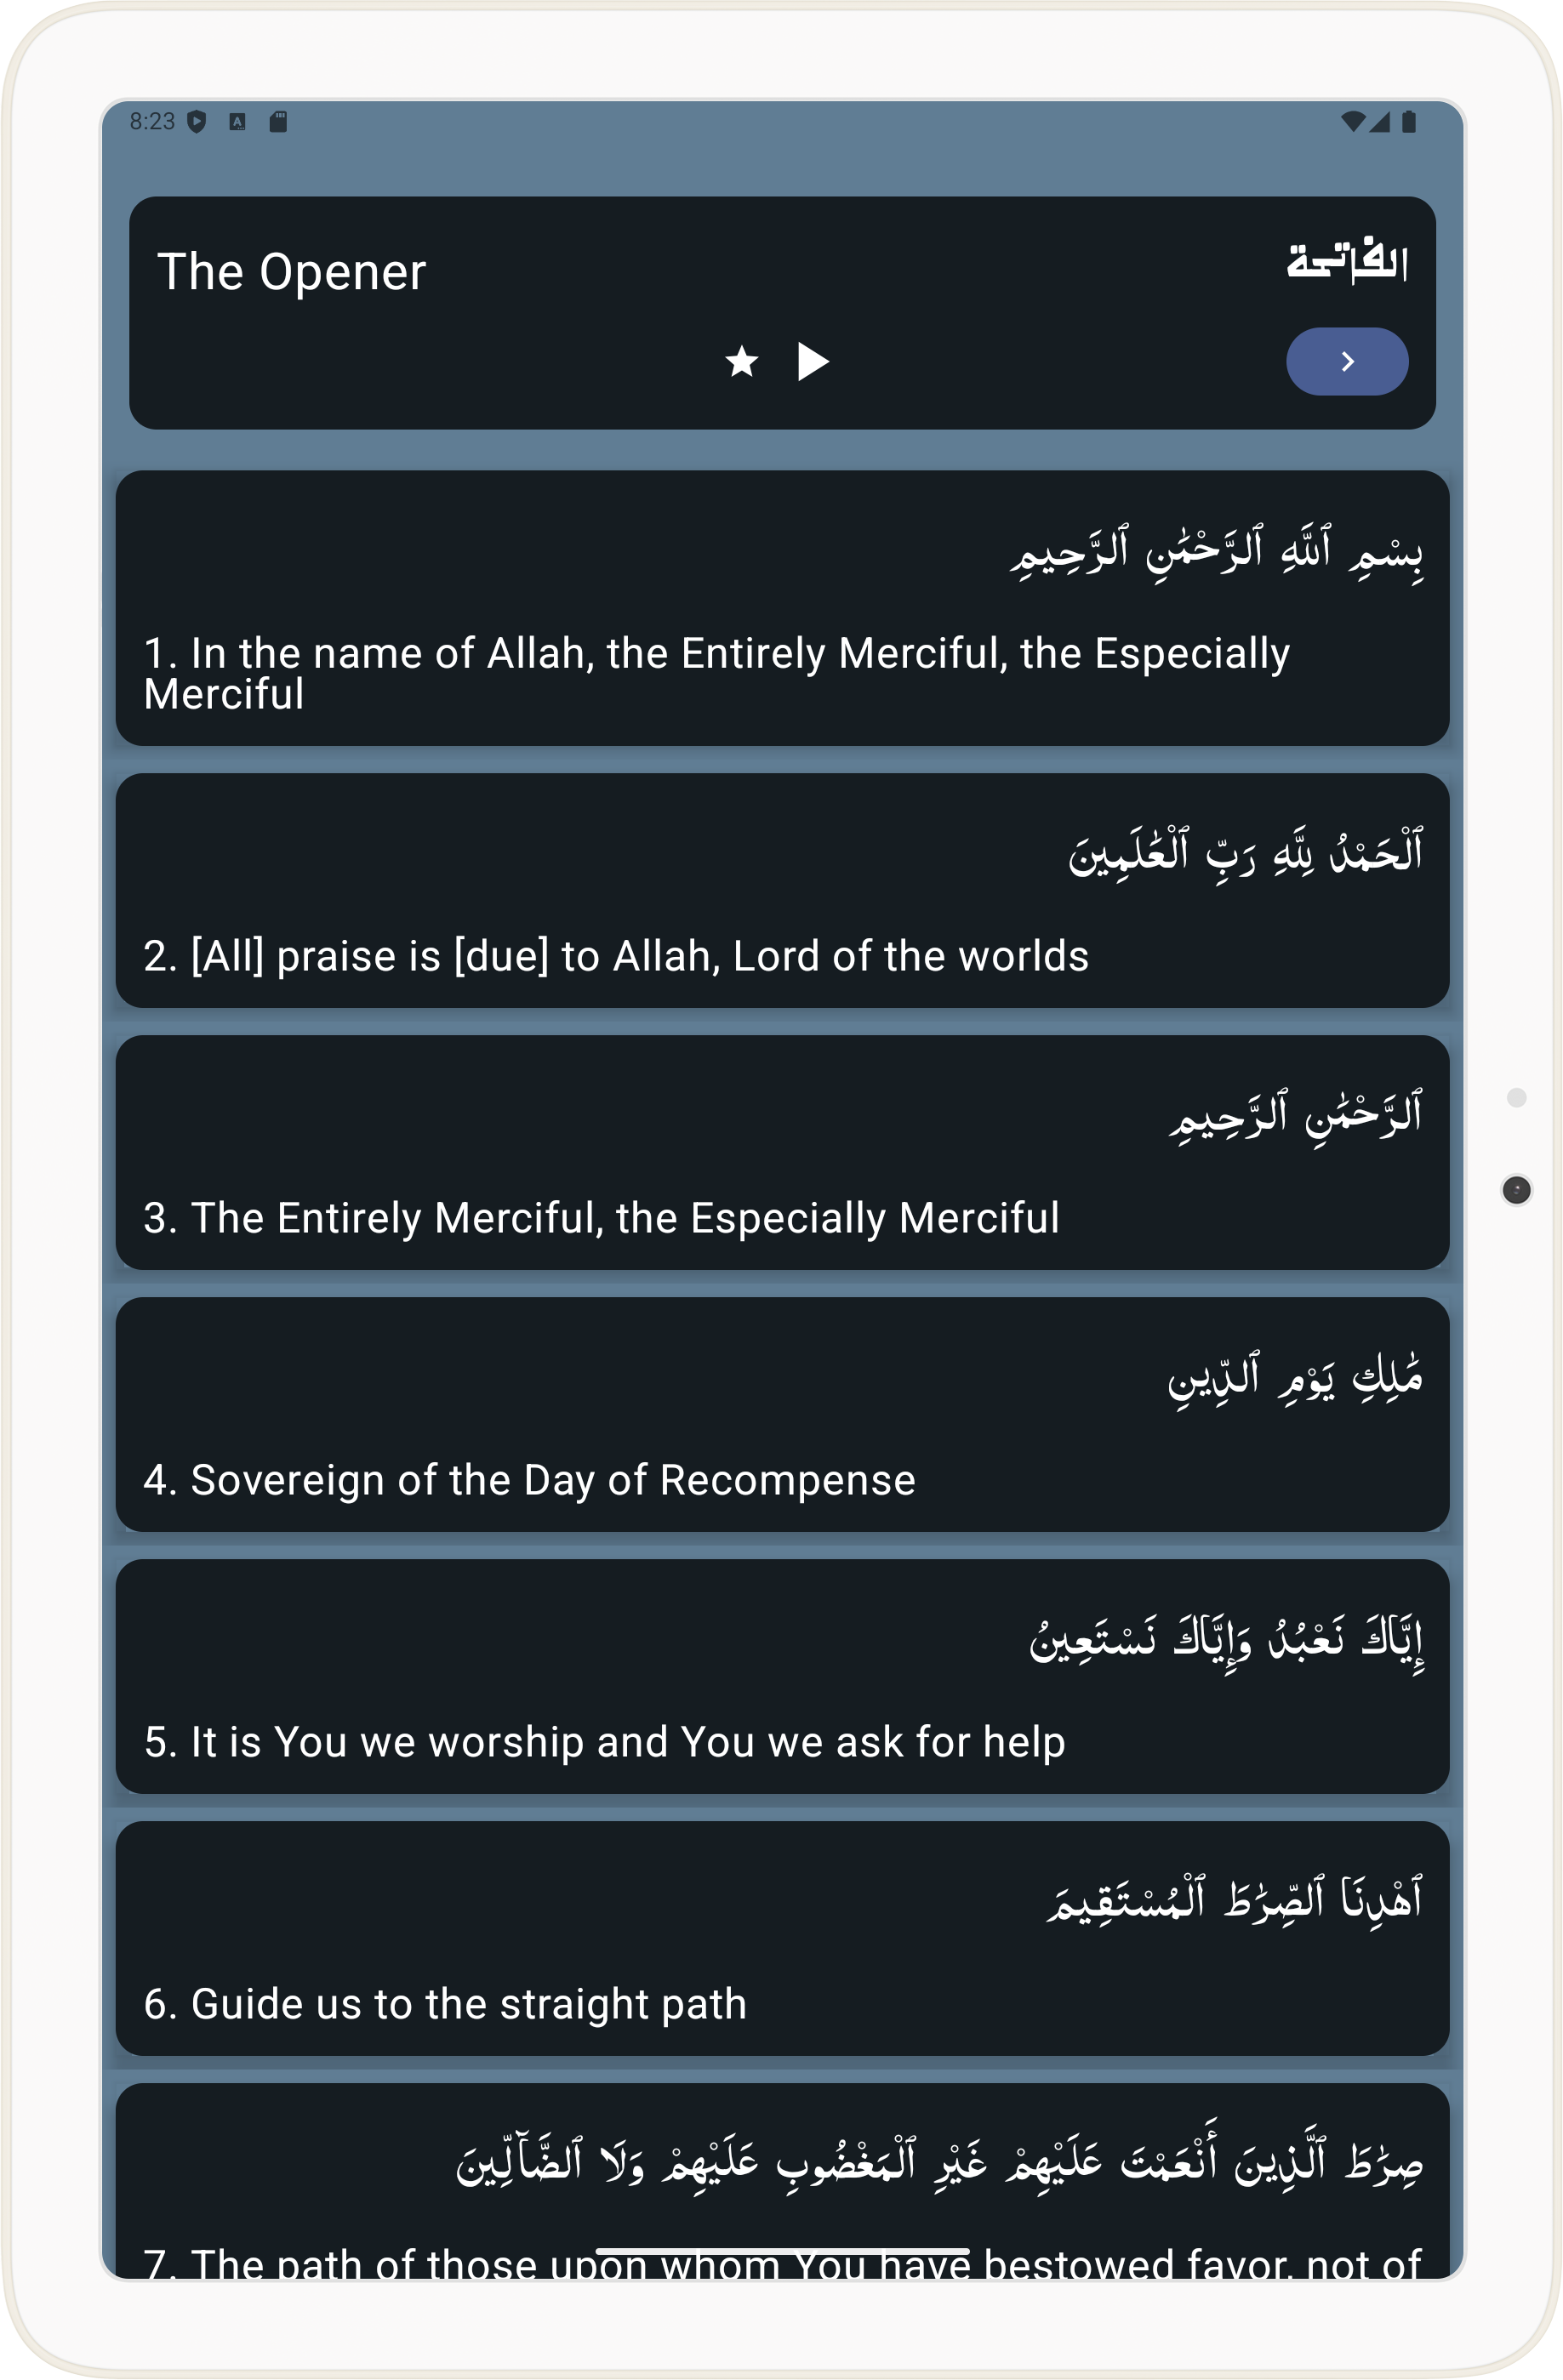 8:23
The Opener
الفاتحة
بِسْمِ ٱللَّهِ ٱلرَّحْمَٰنِ ٱلرَّحِيمِ
1. In the name of Allah, the Entirely Merciful, the Especially
Merciful
ٱلْحَمْدُ لِلَّهِ رَبِّ ٱلْعَٰلَمِينَ
2. [All] praise is [due] to Allah, Lord of the worlds
ٱلرَّحْمَٰنِ ٱلرَّحِيمِ
3. The Entirely Merciful, the Especially Merciful
مَٰلِكِ يَوْمِ ٱلدِّينِ
4. Sovereign of the Day of Recompense
إِيَّاكَ نَعْبُدُ وَإِيَّاكَ نَسْتَعِينُ
5. It is You we worship and You we ask for help
ٱهْدِنَا ٱلصِّرَٰطَ ٱلْمُسْتَقِيمَ
6. Guide us to the straight path
صِرَٰطَ ٱلَّذِينَ أَنْعَمْتَ عَلَيْهِمْ غَيْرِ ٱلْمَغْضُوبِ عَلَيْهِمْ وَلَا ٱلضَّآلِّينَ
7. The path of those upon whom You have bestowed favor, not of